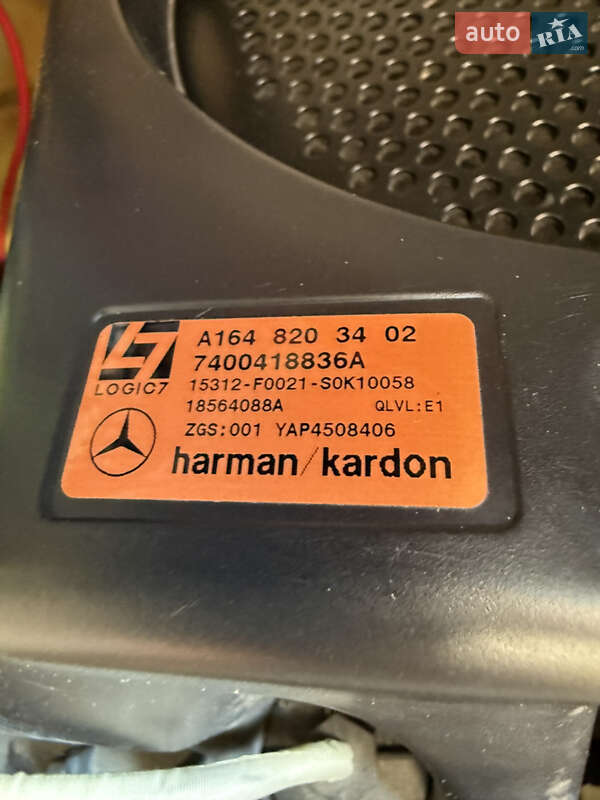 auto RIA.com
A164 820 34 02
7400418836A
LOGIC7
15312-F0021-S0K10058
18564088A QLVL:E1
ZGS:001 YAP4508406
harman/kardon